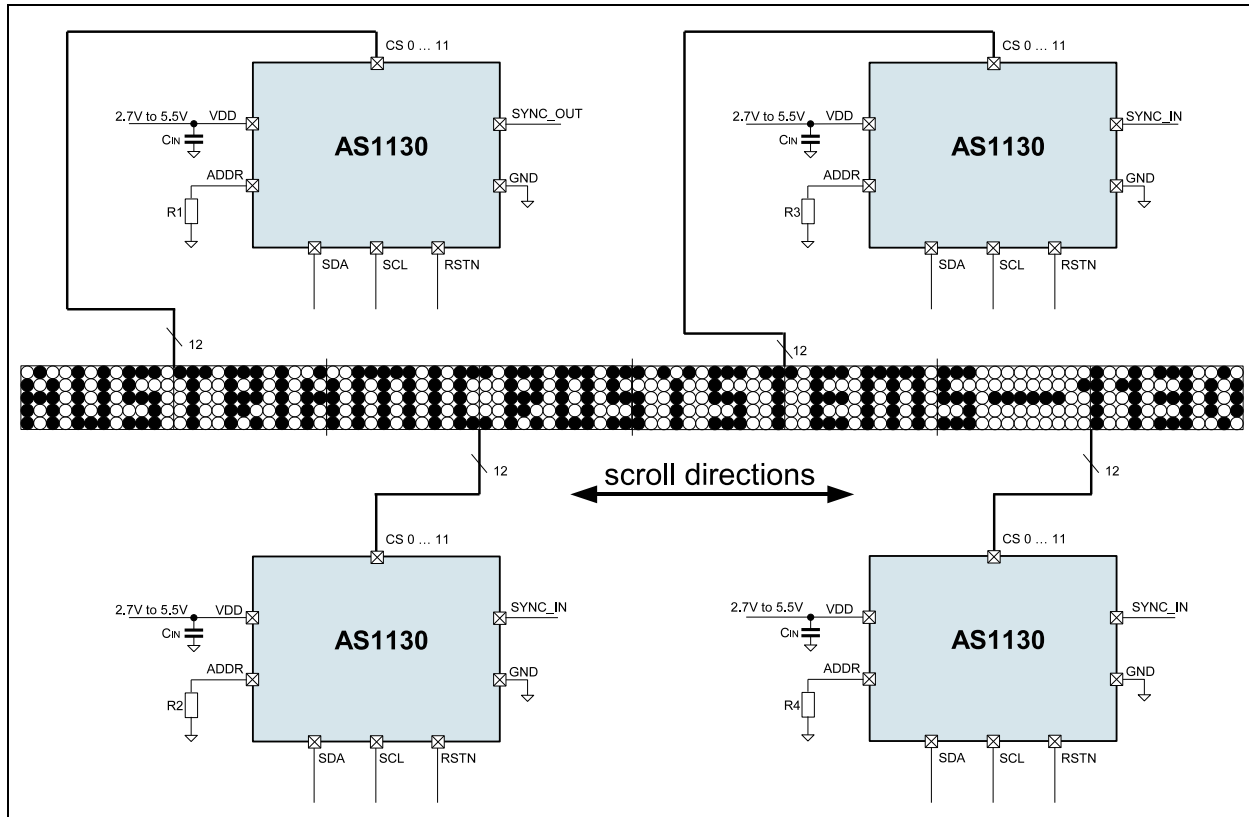 CS 0 ... 11 CS 0 ... 11
2.7V to 5.5V VDD SYNC_OUT 2.7V to 5.5V VDD SYNC_IN
CIN AS1130 CIN AS1130
ADDR GND ADDR GND
R1 R3
SDA SCL RSTN SDA SCL RSTN
12 12
AUSTRIAMICROSYSTEMS-1130
12 12
scroll directions
CS 0 ... 11 CS 0 ... 11
2.7V to 5.5V VDD SYNC_IN 2.7V to 5.5V VDD SYNC_IN
CIN AS1130 CIN AS1130
ADDR GND ADDR GND
R2 R4
SDA SCL RSTN SDA SCL RSTN